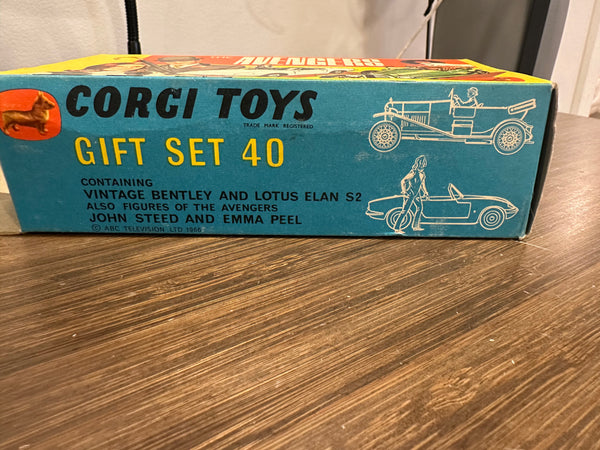 AVENGERS
CORGI TOYS
TRADE MARK REGISTERED
GIFT SET 40
CONTAINING
VINTAGE BENTLEY AND LOTUS ELAN S2
ALSO FIGURES OF THE AVENGERS
JOHN STEED AND EMMA PEEL
© ABC TELEVISION LTD 1966